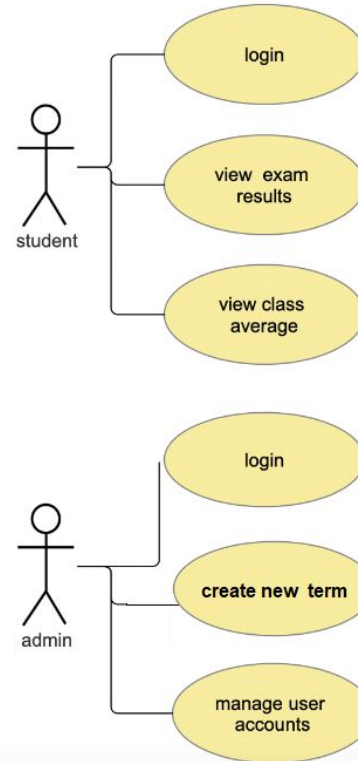 login
view exam
results
student
view class
average
login
create new term
admin
manage user
accounts